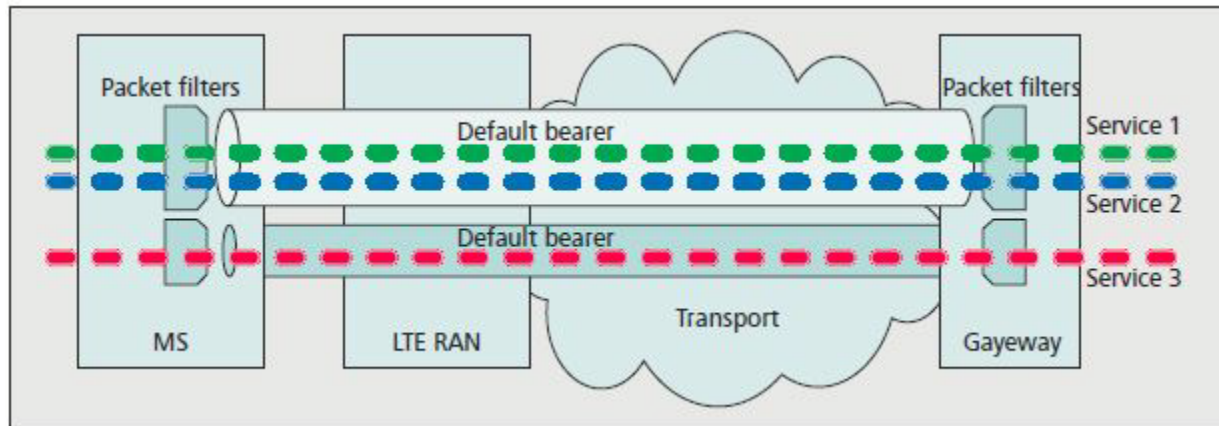 Packet filters
Packet filters
Default bearer
Service 1
Service 2
Default bearer
Service 3
Transport
MS
LTE RAN
Gayeway